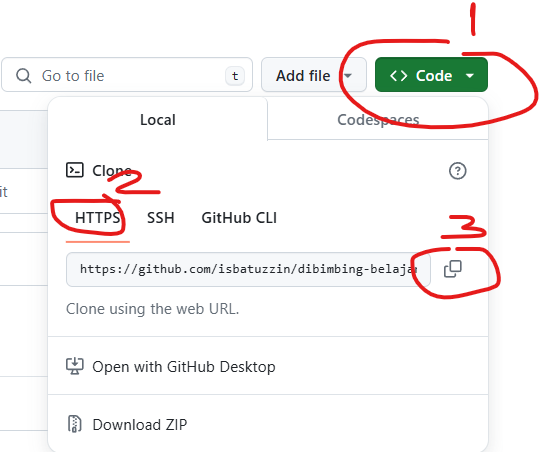 1
Go to file
t
Add file
Code
Local
Codespaces
Clone
2
HTTPS
SSH
GitHub CLI
3
https://github.com/isbatuzzin/dibimbing-belaja
Clone using the web URL.
Open with GitHub Desktop
Download ZIP
it